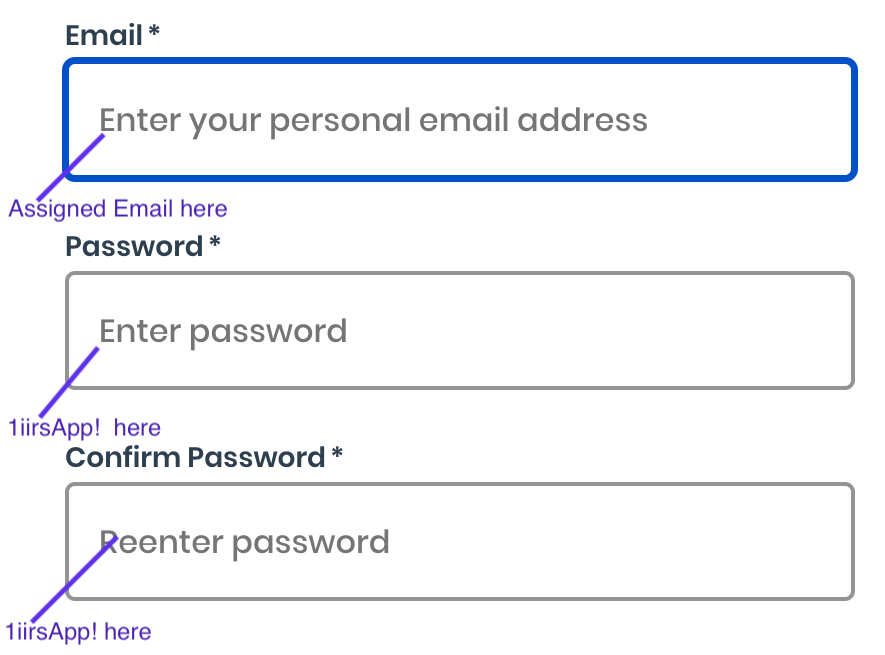 Email *
Enter your personal email address
Assigned Email here
Password *
Enter password
1iirsApp!  here
Confirm Password *
Reenter password
1iirsApp! here